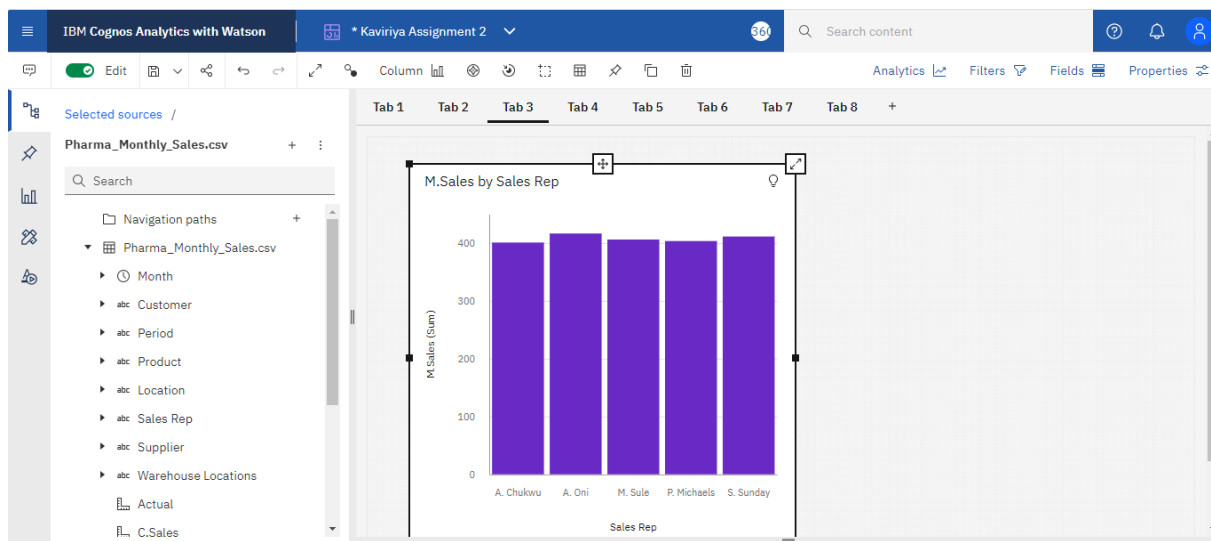 IBM Cognos Analytics with Watson
* Kaviriya Assignment 2
Search content
Edit
Column
Analytics
Filters
Fields
Properties
Selected sources /
Tab 1 Tab 2 Tab 3 Tab 4 Tab 5 Tab 6 Tab 7 Tab 8 +
Pharma_Monthly_Sales.csv
Search
Navigation paths
Pharma_Monthly_Sales.csv
Month
abc Customer
abc Period
abc Product
abc Location
abc Sales Rep
abc Supplier
abc Warehouse Locations
Actual
C.Sales
M.Sales by Sales Rep
M.Sales (Sum)
400
300
200
100
0
A. Chukwu A. Oni M. Sule P. Michaels S. Sunday
Sales Rep